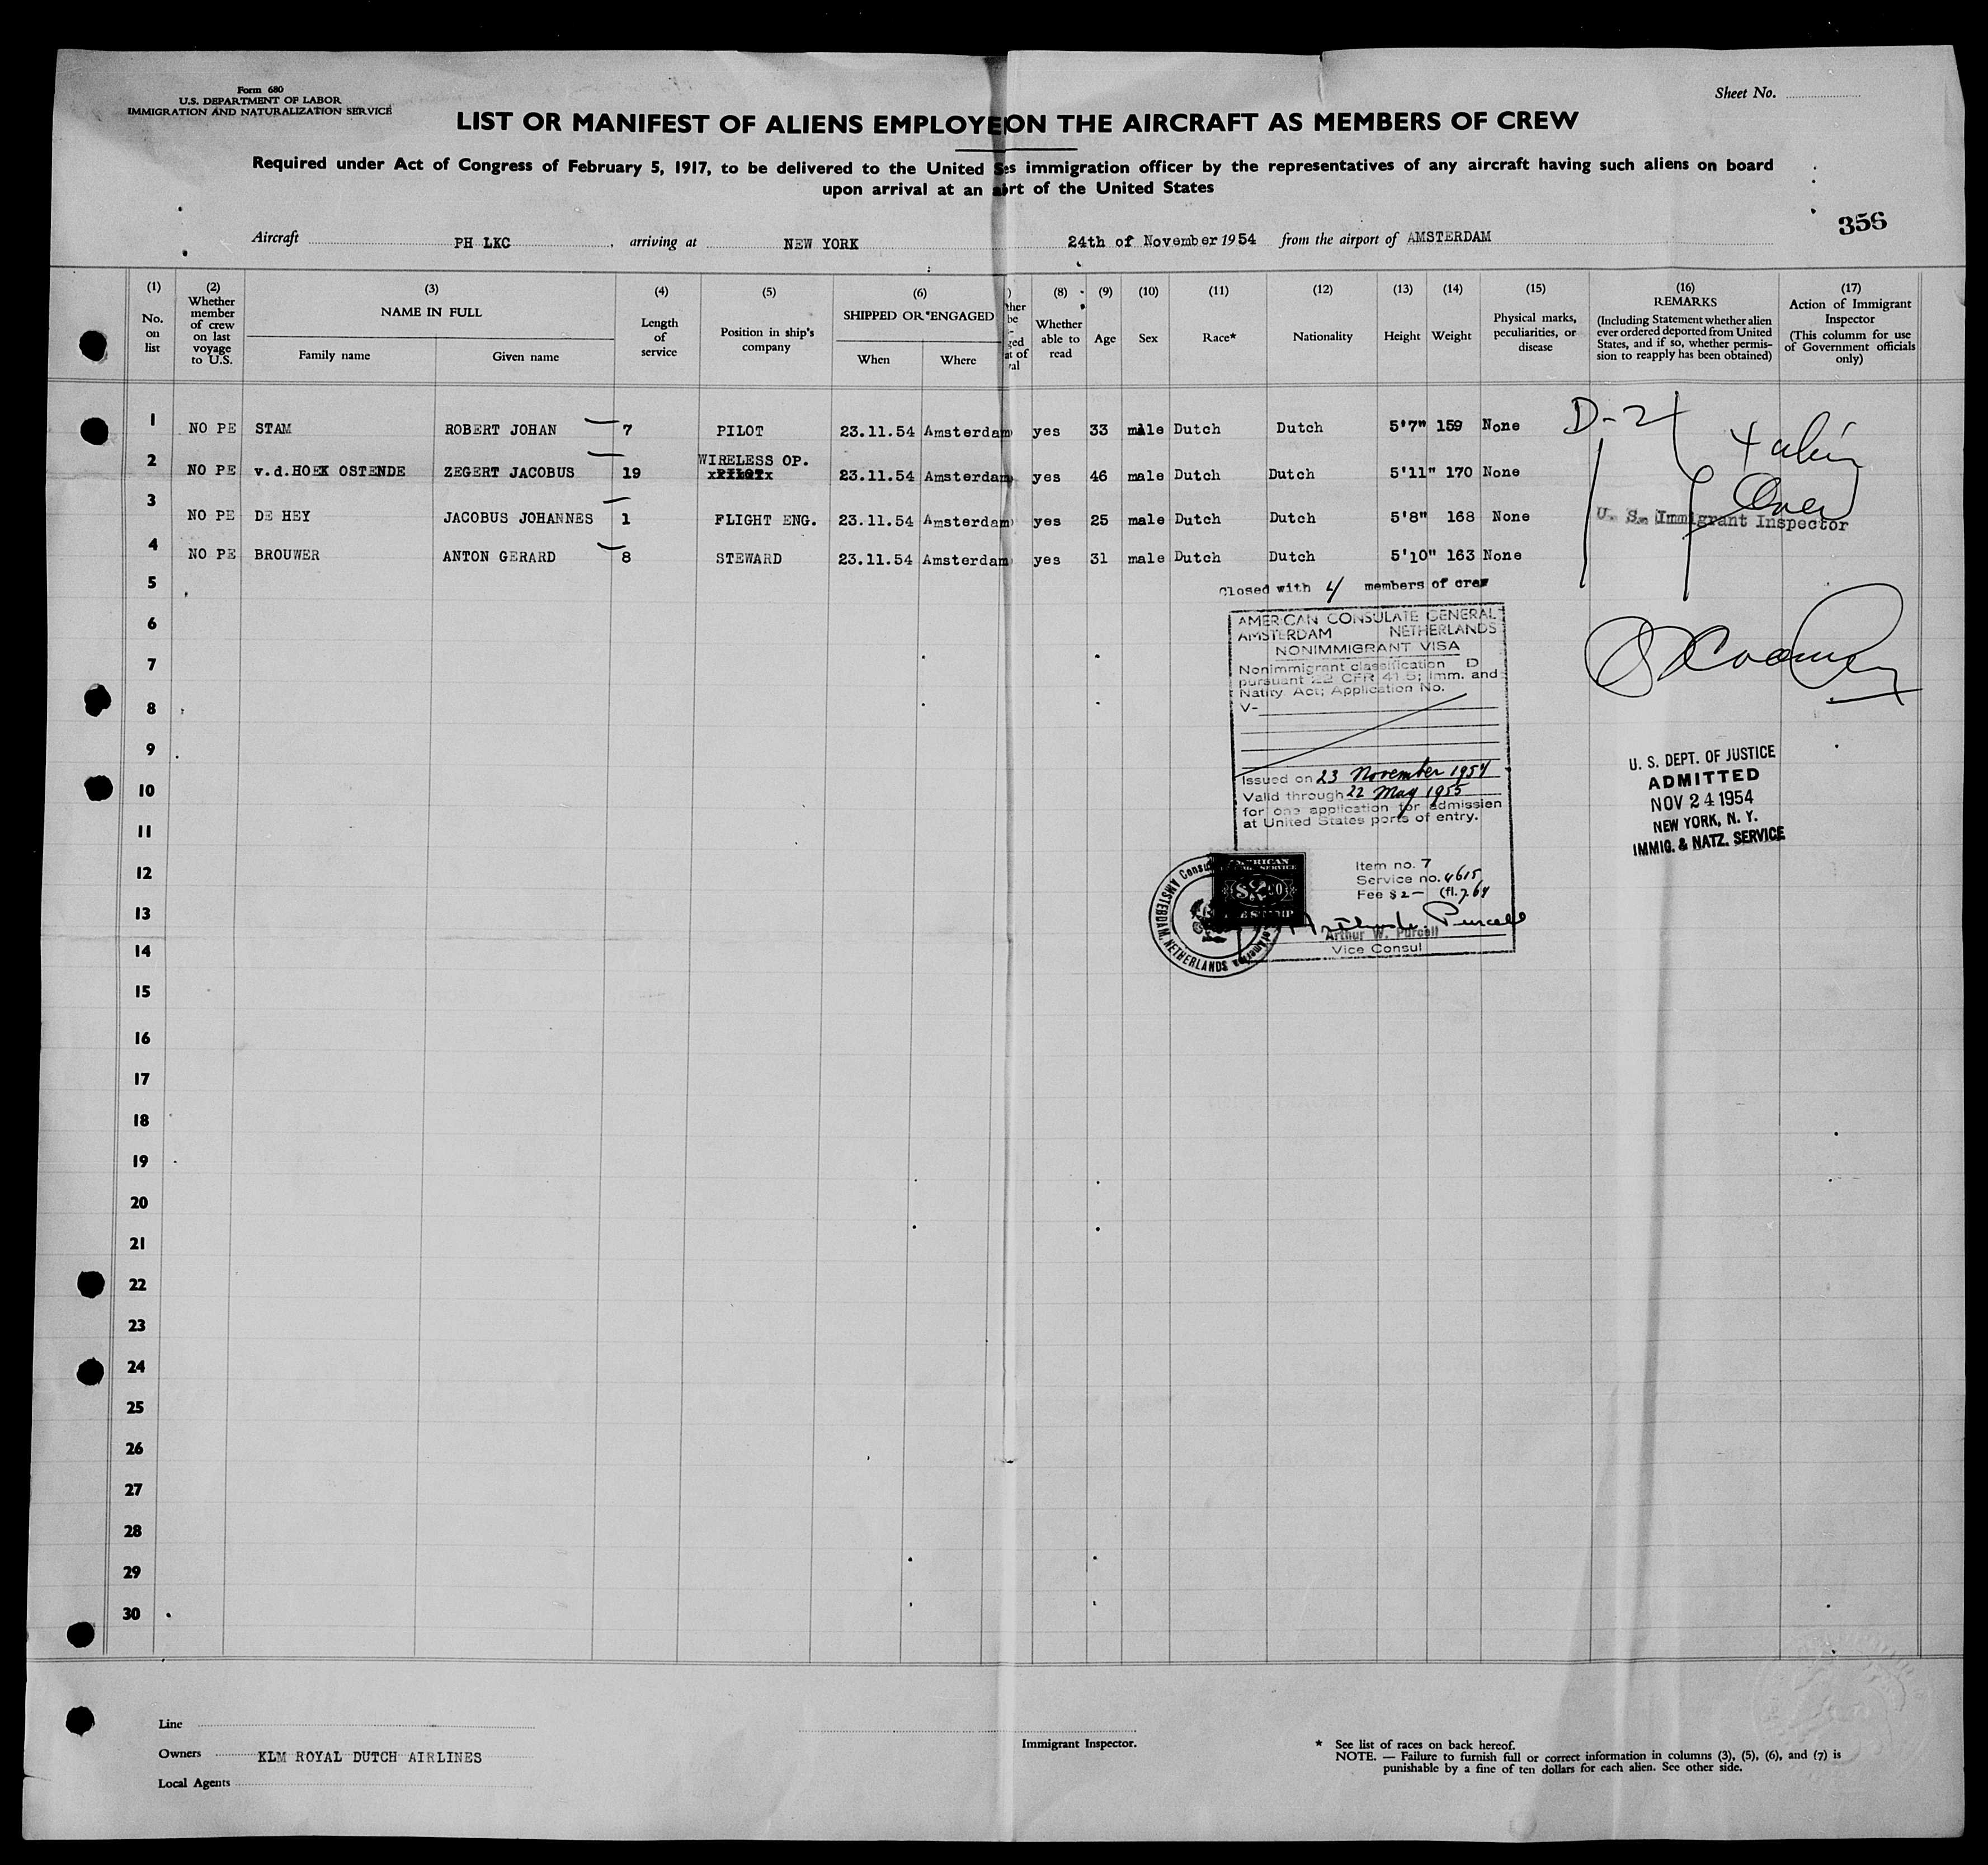 Form 680
U.S. DEPARTMENT OF LABOR
IMMIGRATION AND NATURALIZATION SERVICE
Sheet No.
LIST OR MANIFEST OF ALIENS EMPLOYE ON THE AIRCRAFT AS MEMBERS OF CREW
Required under Act of Congress of February 5, 1917, to be delivered to the United S es immigration officer by the representatives of any aircraft having such aliens on board
upon arrival at an a rt of the United States
356
Aircraft PH LKC, arriving at NEW YORK 24th of November 1954 from the airport of AMSTERDAM
(1) No. on list
(2) Whether member of crew on last voyage to U.S.
(3) NAME IN FULL
Family name Given name
(4) Length of service
(5) Position in ship's company
(6) SHIPPED OR ENGAGED
When Where
(8) Whether able to read
(9) Age
(10) Sex
(11) Race*
(12) Nationality
(13) Height
(14) Weight
(15) Physical marks, peculiarities, or disease
(16) REMARKS
(Including Statement whether alien ever ordered deported from United States, and if so, whether permission to reapply has been obtained)
(17) Action of Immigrant Inspector
(This column for use of Government officials only)
1 NO PE STAM ROBERT JOHAN 7 PILOT 23.11.54 Amsterdam yes 33 male Dutch Dutch 5'7" 159 None
2 NO PE v.d.HOEK OSTENDE ZEGERT JACOBUS 19 WIRELESS OP. xPILOTx 23.11.54 Amsterdam yes 46 male Dutch Dutch 5'11" 170 None
3 NO PE DE HEY JACOBUS JOHANNES 1 FLIGHT ENG. 23.11.54 Amsterdam yes 25 male Dutch Dutch 5'8" 168 None
4 NO PE BROUWER ANTON GERARD 8 STEWARD 23.11.54 Amsterdam yes 31 male Dutch Dutch 5'10" 163 None
D-2
U. S. Immigrant Inspector
Closed with 4 members of crew
5
6
7
8
9
10
11
12
13
14
15
16
17
18
19
20
21
22
23
24
25
26
27
28
29
30
AMERICAN CONSULATE GENERAL
AMSTERDAM NETHERLANDS
NONIMMIGRANT VISA
Nonimmigrant classification D
pursuant 22 CFR 41.5; Imm. and
Natity. Act; Application No.
V-
Issued on 23 November 1954
Valid through 22 May 1955
for one application for admission
at United States ports of entry.
Item no. 7
Service no. 4615
Fee $ 2— (fl. 7.64
Arthur W. Purcell
Arthur W. Purcell
Vice Consul
AMSTERDAM, NETHERLANDS
U. S. DEPT. OF JUSTICE
ADMITTED
NOV 24 1954
NEW YORK, N. Y.
IMMIG. & NATZ. SERVICE
Line
Owners KLM ROYAL DUTCH AIRLINES
Local Agents
Immigrant Inspector.
* See list of races on back hereof.
NOTE. — Failure to furnish full or correct information in columns (3), (5), (6), and (7) is
punishable by a fine of ten dollars for each alien. See other side.